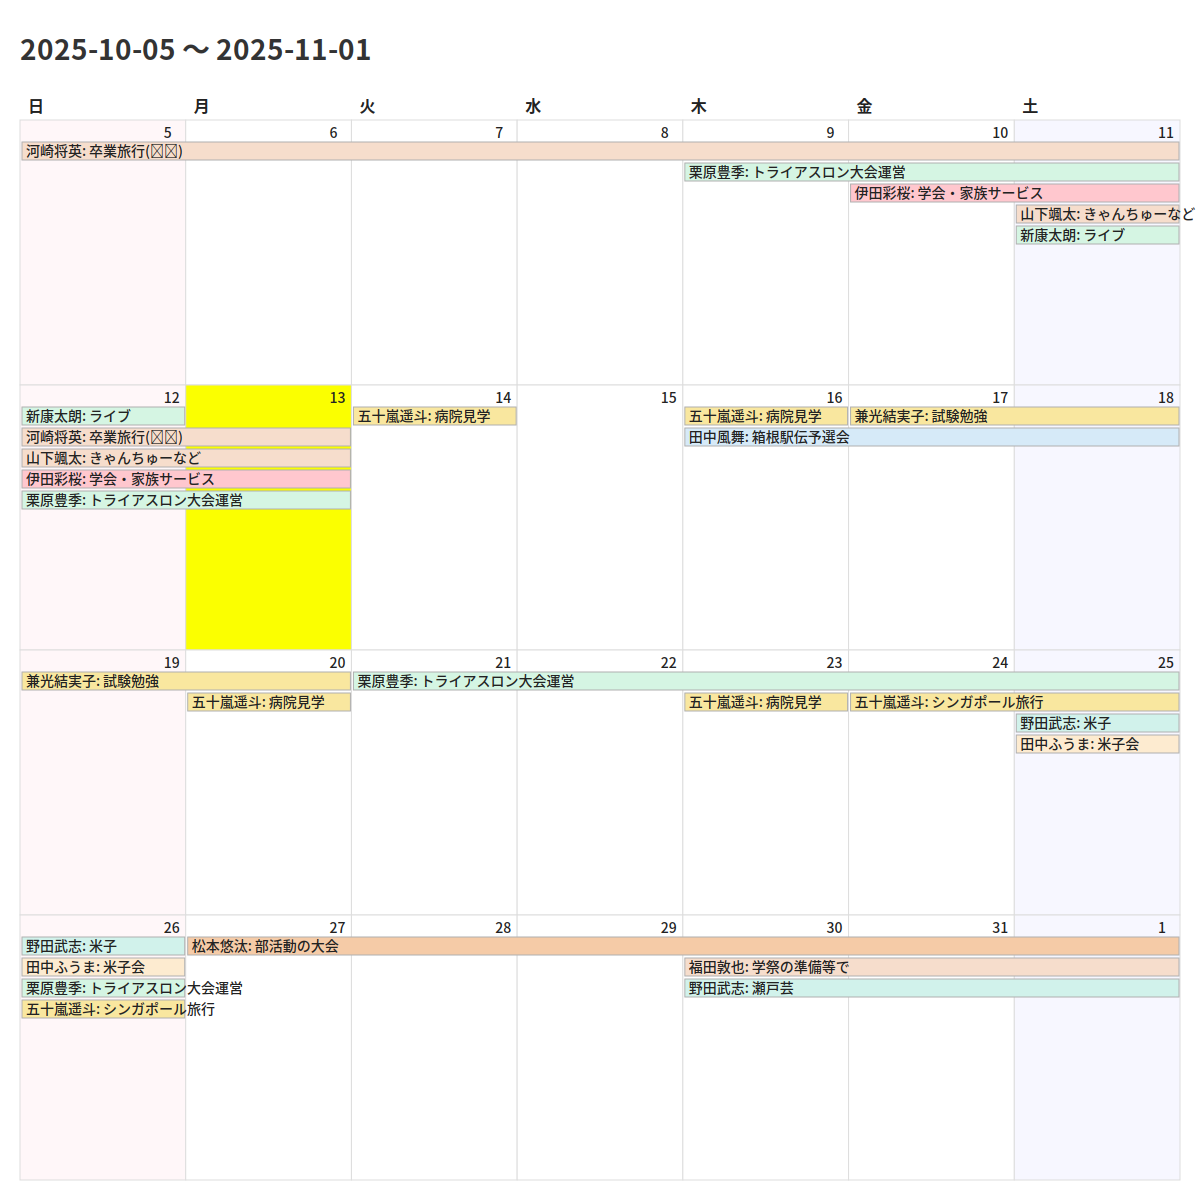 2025-10-05 〜 2025-11-01
日 月 火 水 木 金 土
5 6 7 8 9 10 11
河崎将英: 卒業旅行(☒☒)
栗原豊季: トライアスロン大会運営
伊田彩桜: 学会・家族サービス
山下颯太: きゃんちゅーなど
新康太朗: ライブ
12 13 14 15 16 17 18
新康太朗: ライブ 五十嵐遥斗: 病院見学 五十嵐遥斗: 病院見学 兼光結実子: 試験勉強
河崎将英: 卒業旅行(☒☒) 田中風舞: 箱根駅伝予選会
山下颯太: きゃんちゅーなど
伊田彩桜: 学会・家族サービス
栗原豊季: トライアスロン大会運営
19 20 21 22 23 24 25
兼光結実子: 試験勉強 栗原豊季: トライアスロン大会運営
五十嵐遥斗: 病院見学 五十嵐遥斗: 病院見学 五十嵐遥斗: シンガポール旅行
野田武志: 米子
田中ふうま: 米子会
26 27 28 29 30 31 1
野田武志: 米子 松本悠汰: 部活動の大会
田中ふうま: 米子会 福田敦也: 学祭の準備等で
栗原豊季: トライアスロン大会運営 野田武志: 瀬戸芸
五十嵐遥斗: シンガポール旅行